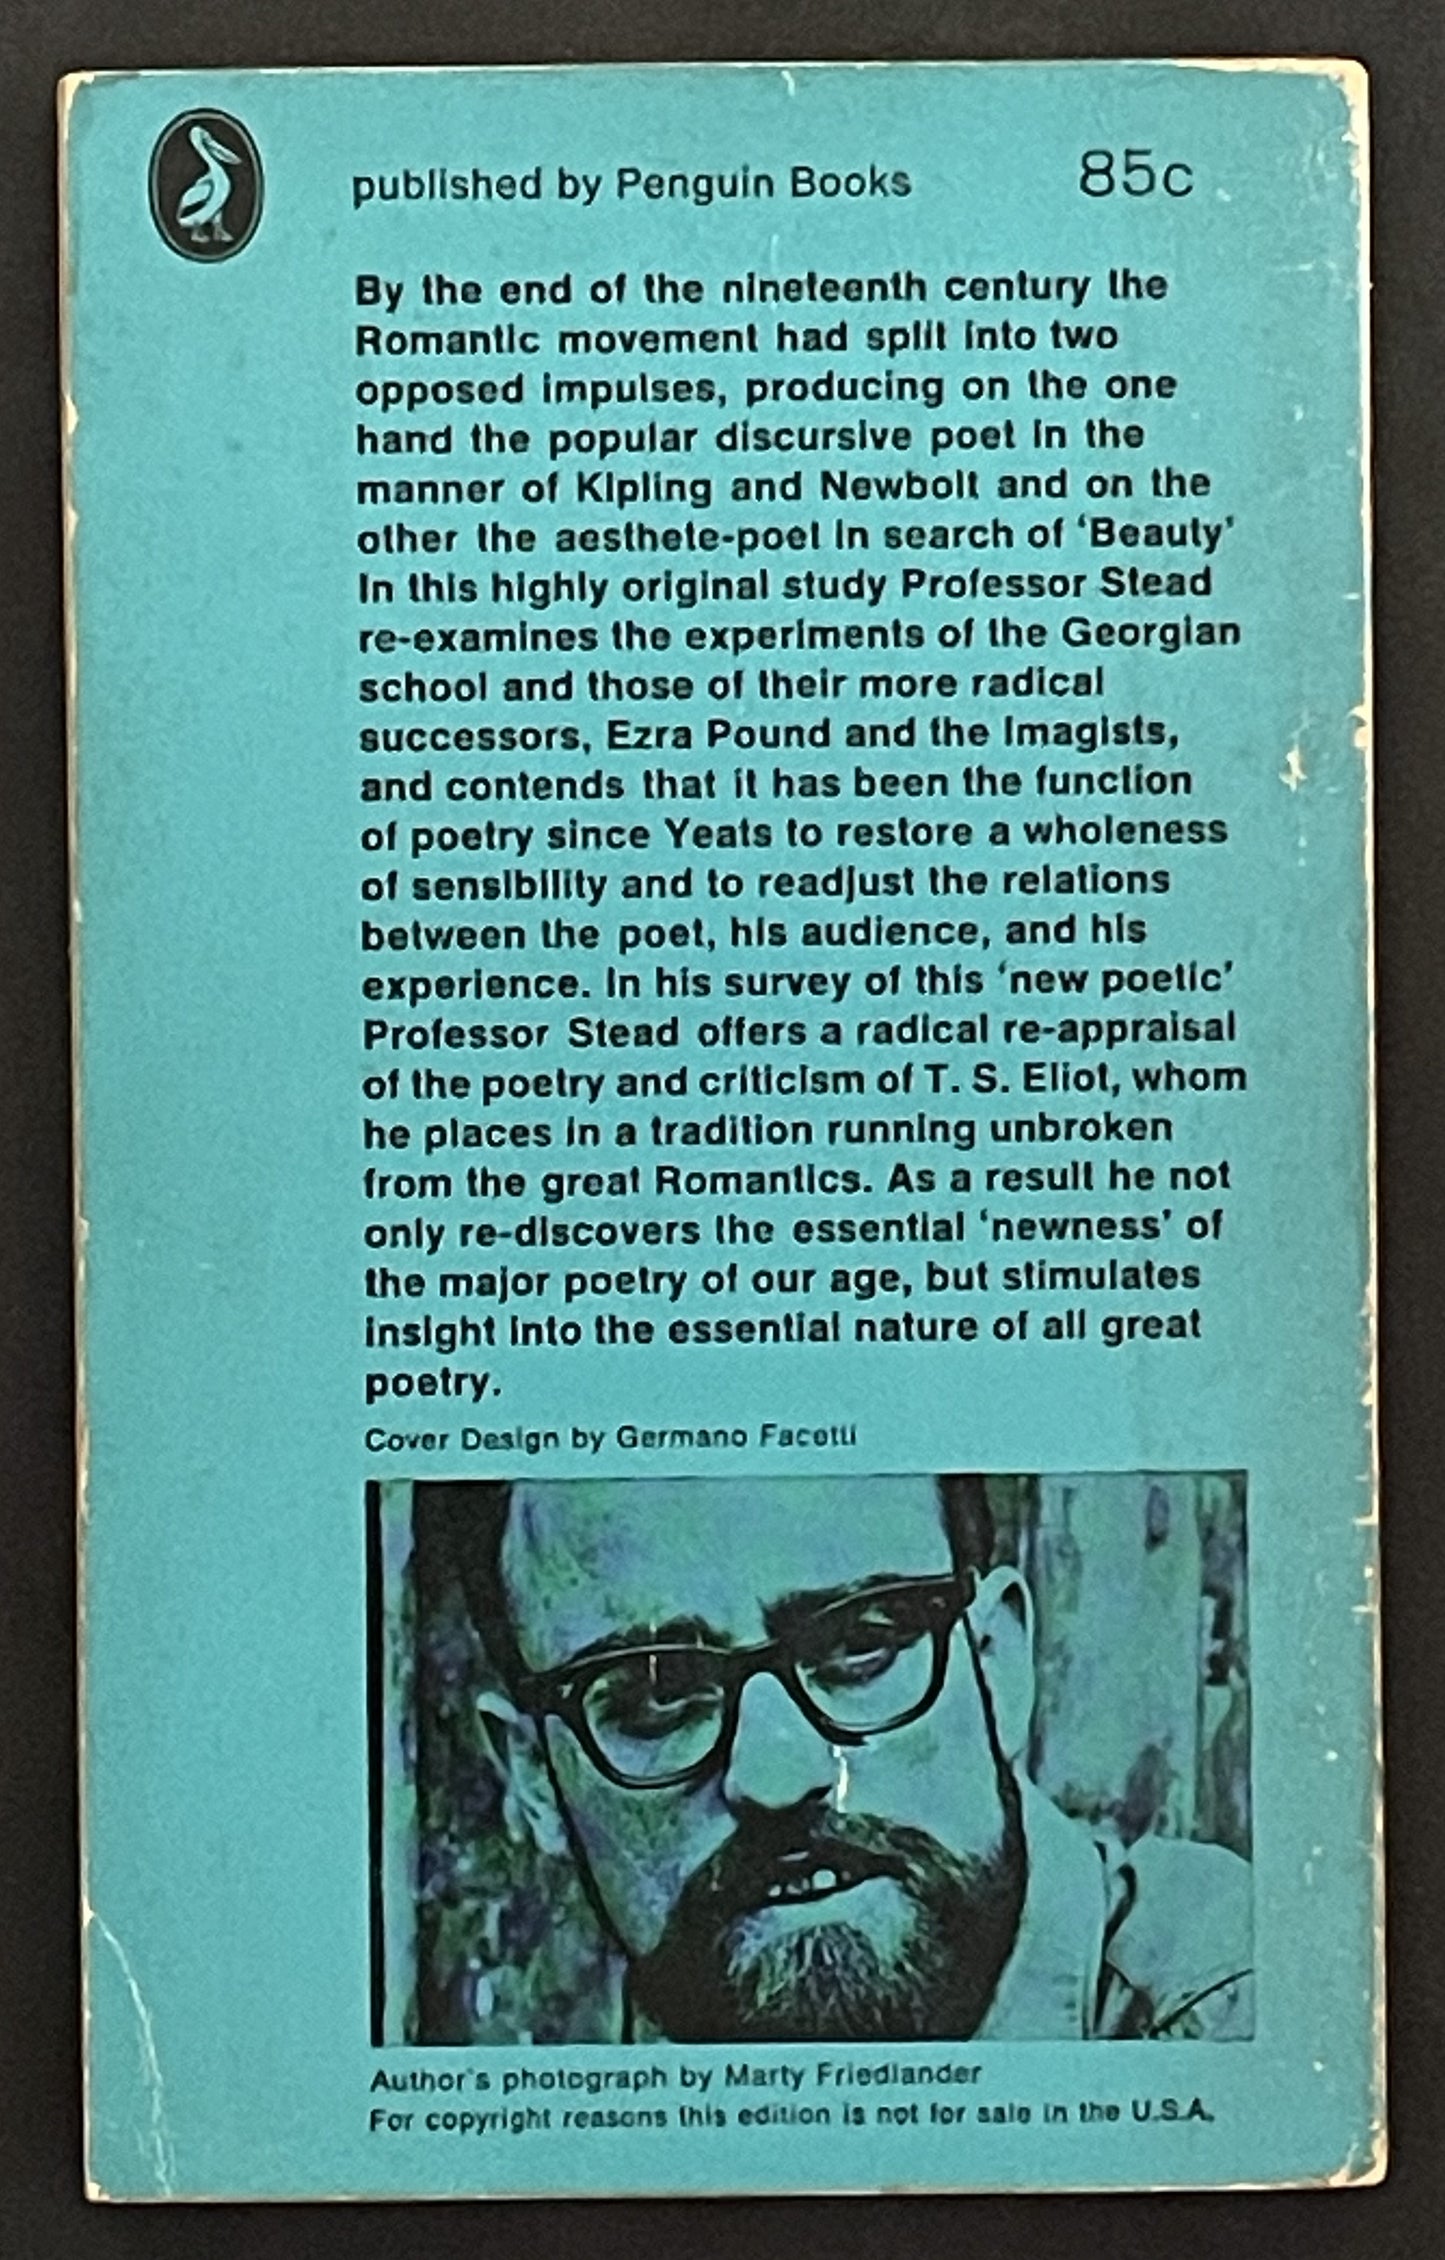 published by Penguin Books
85c
By the end of the nineteenth century the
Romantic movement had split into two
opposed impulses, producing on the one
hand the popular discursive poet in the
manner of Kipling and Newbolt and on the
other the aesthete-poet in search of ‘Beauty’
In this highly original study Professor Stead
re-examines the experiments of the Georgian
school and those of their more radical
successors, Ezra Pound and the Imagists,
and contends that it has been the function
of poetry since Yeats to restore a wholeness
of sensibility and to readjust the relations
between the poet, his audience, and his
experience. In his survey of this ‘new poetic’
Professor Stead offers a radical re-appraisal
of the poetry and criticism of T. S. Eliot, whom
he places in a tradition running unbroken
from the great Romantics. As a result he not
only re-discovers the essential ‘newness’ of
the major poetry of our age, but stimulates
insight into the essential nature of all great
poetry.
Cover Design by Germano Facetti
Author's photograph by Marty Friedlander
For copyright reasons this edition is not for sale in the U.S.A.